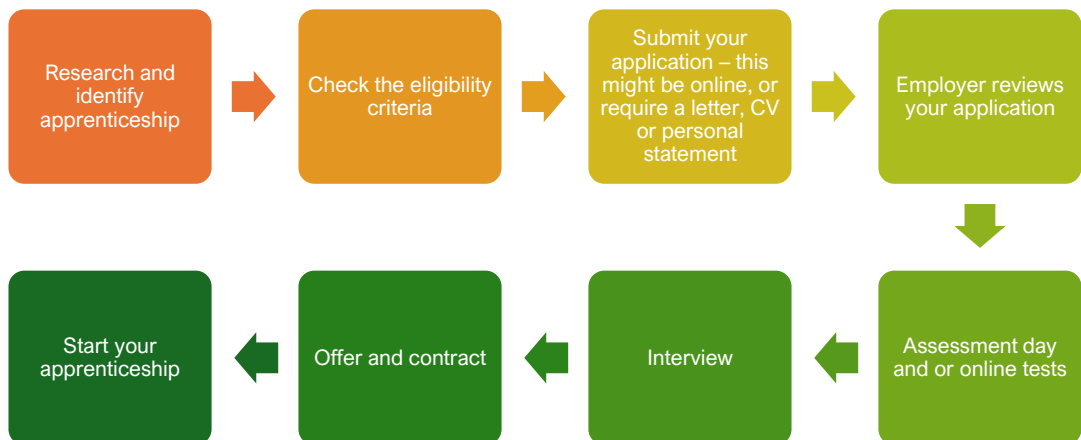 Research and
identify
apprenticeship
Check the eligibility
criteria
Submit your
application – this
might be online, or
require a letter, CV
or personal
statement
Employer reviews
your application
Assessment day
and or online tests
Interview
Offer and contract
Start your
apprenticeship